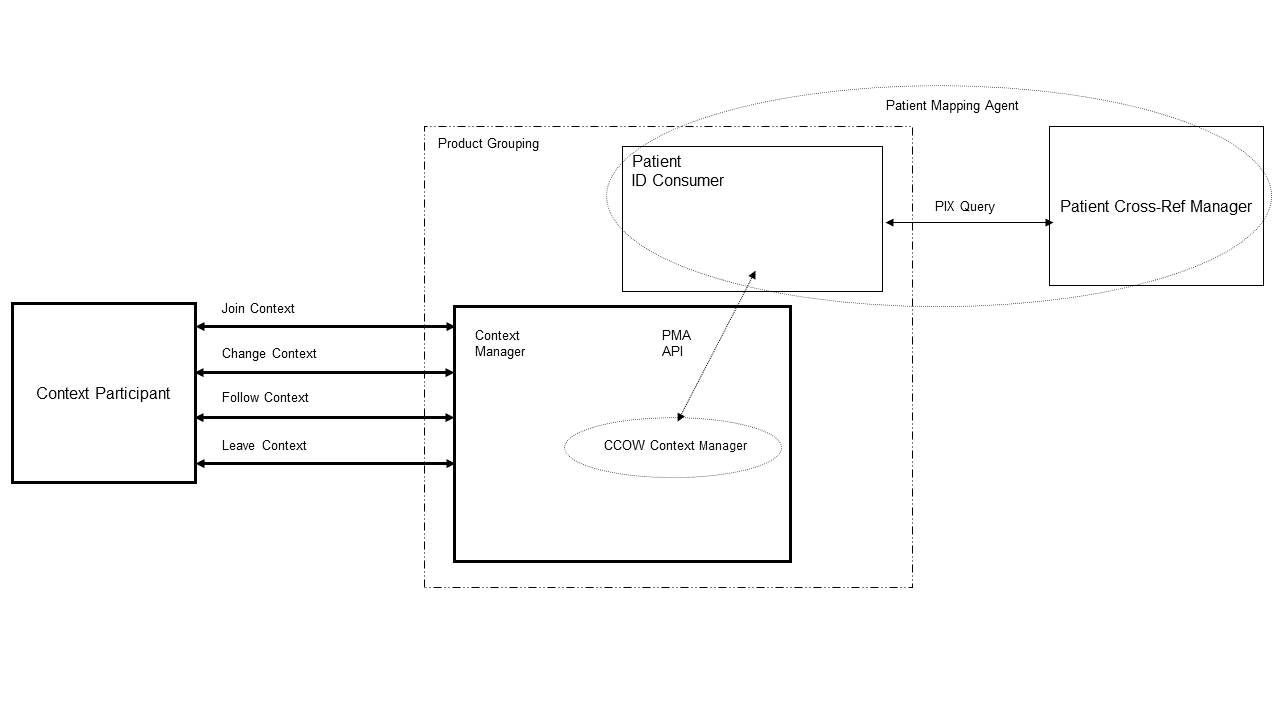 Patient Mapping Agent
Product Grouping
Patient
ID Consumer
PIX Query
Patient Cross-Ref Manager
Join Context
Change Context
Follow Context
Leave Context
Context Participant
Context
Manager
PMA
API
CCOW Context Manager